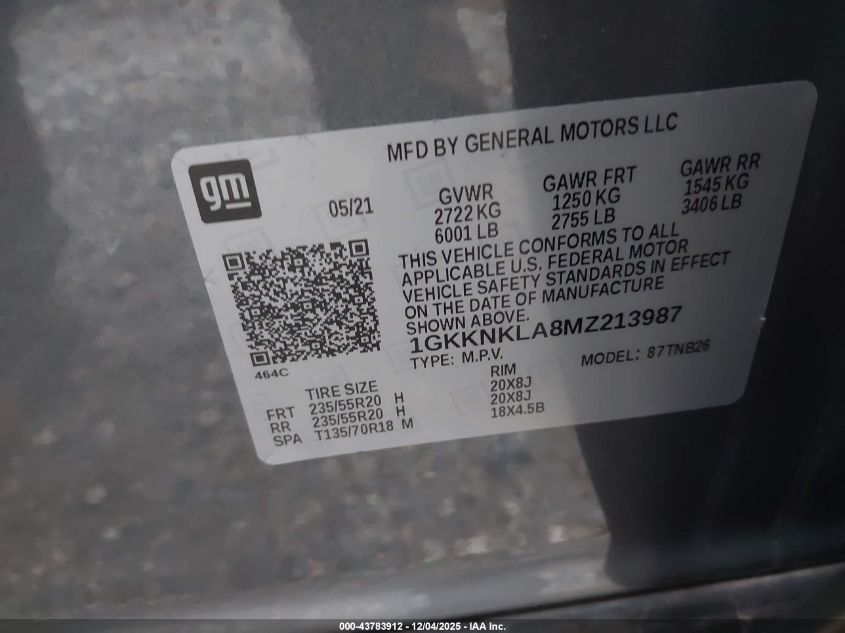 MFD BY GENERAL MOTORS LLC
gm
05/21
GVWR
2722 KG
6001 LB
GAWR FRT
1250 KG
2755 LB
GAWR RR
1545 KG
3406 LB
THIS VEHICLE CONFORMS TO ALL
APPLICABLE U.S. FEDERAL MOTOR
VEHICLE SAFETY STANDARDS IN EFFECT
ON THE DATE OF MANUFACTURE
SHOWN ABOVE.
1GKKNKLA8MZ213987
TYPE: M.P.V. MODEL: 87TNB26
464C
TIRE SIZE RIM
FRT 235/55R20 H 20X8J
RR 235/55R20 H 20X8J
SPA T135/70R18 M 18X4.5B
000-43783912 - 12/04/2025 - IAA Inc.